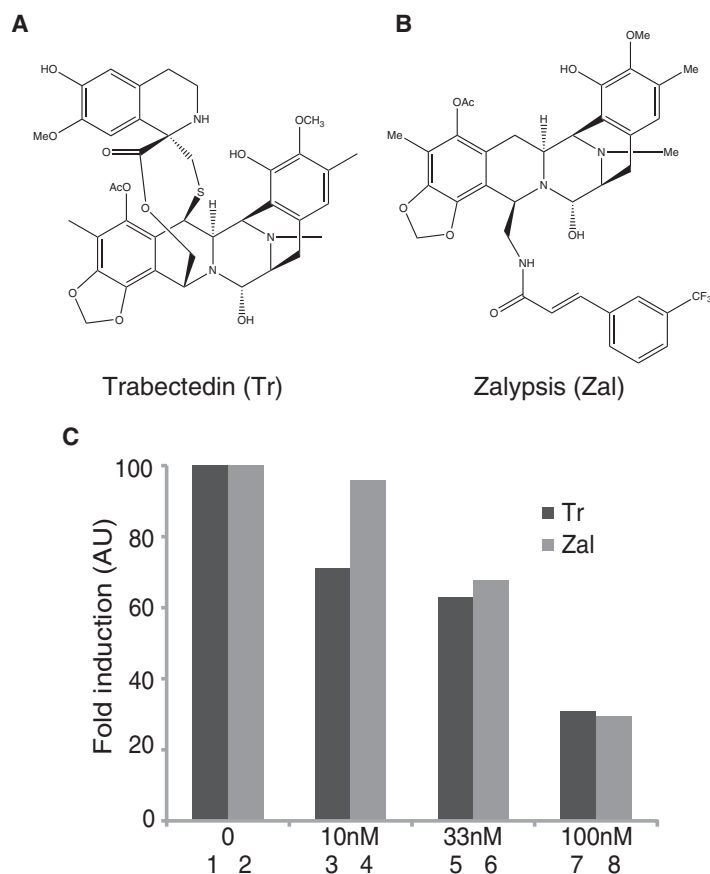 A
HO
MeO
NH
O
O
S
AcO
H
HO
OCH3
N
N
O
O
OH
Trabectedin (Tr)
B
OMe
HO
Me
OAc
Me
H
N
Me
N
O
O
OH
NH
O
CF3
Zalypsis (Zal)
C
Fold induction (AU)
100
80
60
40
20
0
Tr
Zal
0 10nM 33nM 100nM
1 2 3 4 5 6 7 8